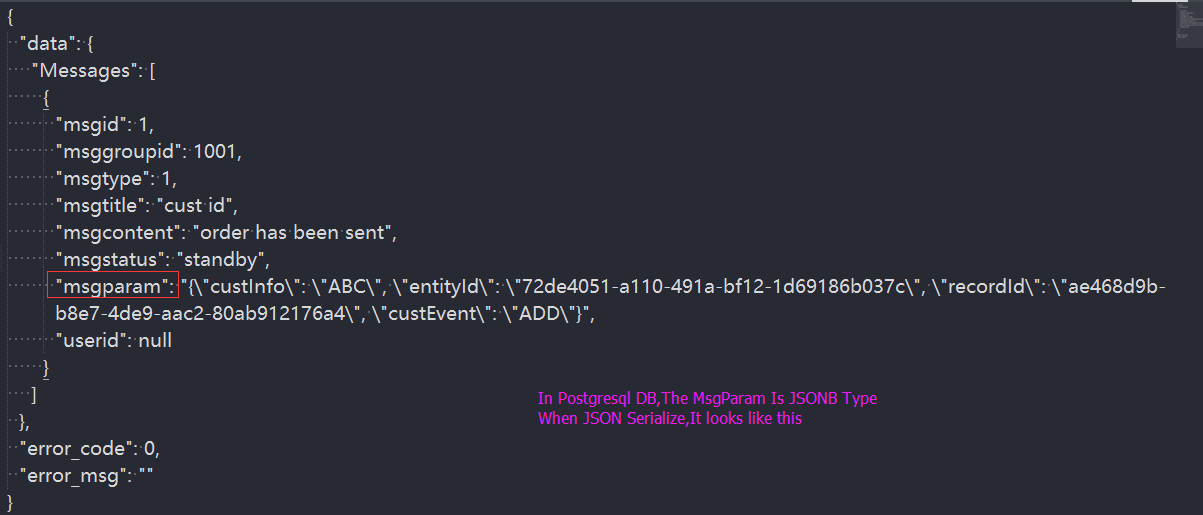 {
"data": {
"Messages": [
{
"msgid": 1,
"msggroupid": 1001,
"msgtype": 1,
"msgtitle": "cust id",
"msgcontent": "order has been sent",
"msgstatus": "standby",
"msgparam": "{\"custInfo\": \"ABC\", \"entityId\": \"72de4051-a110-491a-bf12-1d69186b037c\", \"recordId\": \"ae468d9b-
b8e7-4de9-aac2-80ab912176a4\", \"custEvent\": \"ADD\"}",
"userid": null
}
]
In Postgresql DB,The MsgParam Is JSONB Type
When JSON Serialize,It looks like this
},
"error_code": 0,
"error_msg": ""
}